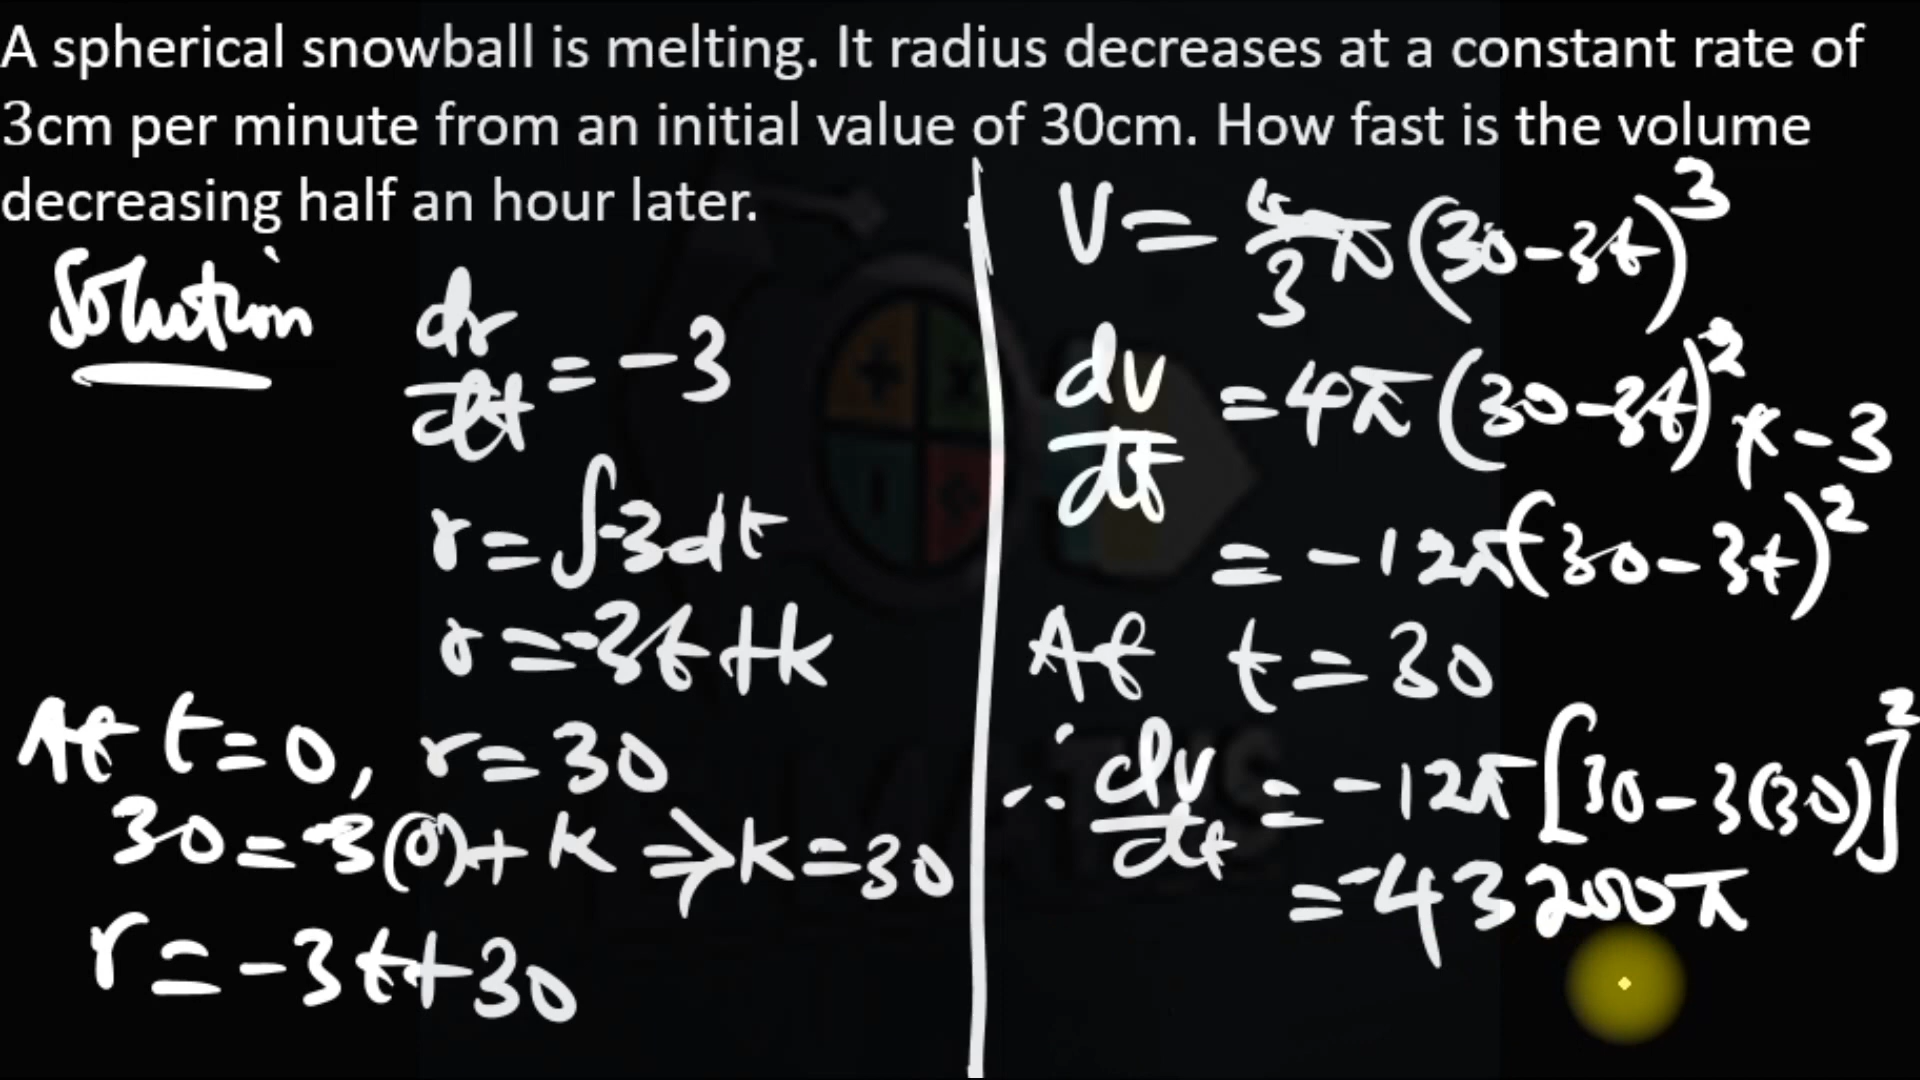 A spherical snowball is melting. It radius decreases at a constant rate of
3cm per minute from an initial value of 30cm. How fast is the volume
decreasing half an hour later.
Solution
dr/dt = -3
r = ∫-3dt
r = -3t+k
At t=0, r=30
30 = -3(0)+k ⇒ k=30
r = -3t+30
V = 4/3 π(30-3t)³
dv/dt = 4π(30-3t)² x -3
= -12π(30-3t)²
At t=30
∴ dv/dt = -12π[30-3(30)]²
= -43200π